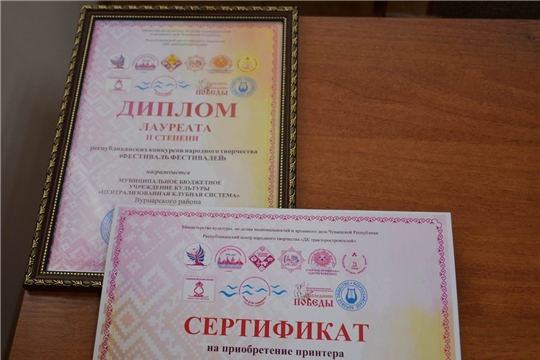 ПОБЕДЫ
ДИПЛОМ
ЛАУРЕАТА
II СТЕПЕНИ
республиканских конкурсов народного творчества
«ФЕСТИВАЛЬ ФЕСТИВАЛЕЙ»
награждается
МУНИЦИПАЛЬНОЕ БЮДЖЕТНОЕ
УЧРЕЖДЕНИЕ КУЛЬТУРЫ
«ЦЕНТРАЛИЗОВАННАЯ КЛУБНАЯ СИСТЕМА»
Вурнарского района
Министерство культуры, по делам национальностей и архивного дела Чувашской Республики
Республиканский центр народного творчества «ДК тракторостроителей»
ПОБЕДЫ
СЕРТИФИКАТ
на приобретение принтера